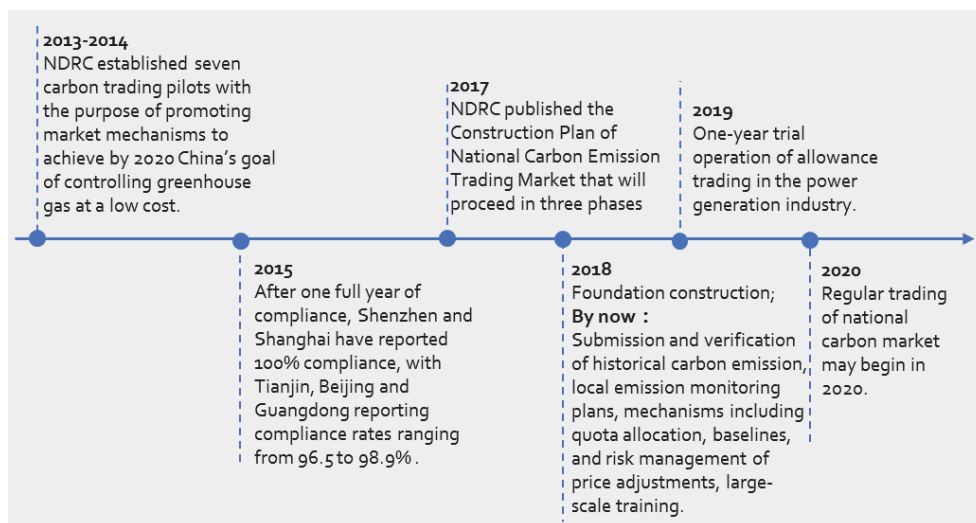 2013-2014
NDRC established seven
carbon trading pilots with
the purpose of promoting
market mechanisms to
achieve by 2020 China's goal
of controlling greenhouse
gas at a low cost.
2015
After one full year of
compliance, Shenzhen and
Shanghai have reported
100% compliance, with
Tianjin, Beijing and
Guangdong reporting
compliance rates ranging
from 96.5 to 98.9% .
2017
NDRC published the
Construction Plan of
National Carbon Emission
Trading Market that will
proceed in three phases
2018
Foundation construction;
By now :
Submission and verification
of historical carbon emission,
local emission monitoring
plans, mechanisms including
quota allocation, baselines,
and risk management of
price adjustments, large-
scale training.
2019
One-year trial
operation of allowance
trading in the power
generation industry.
2020
Regular trading
of national
carbon market
may begin in
2020.